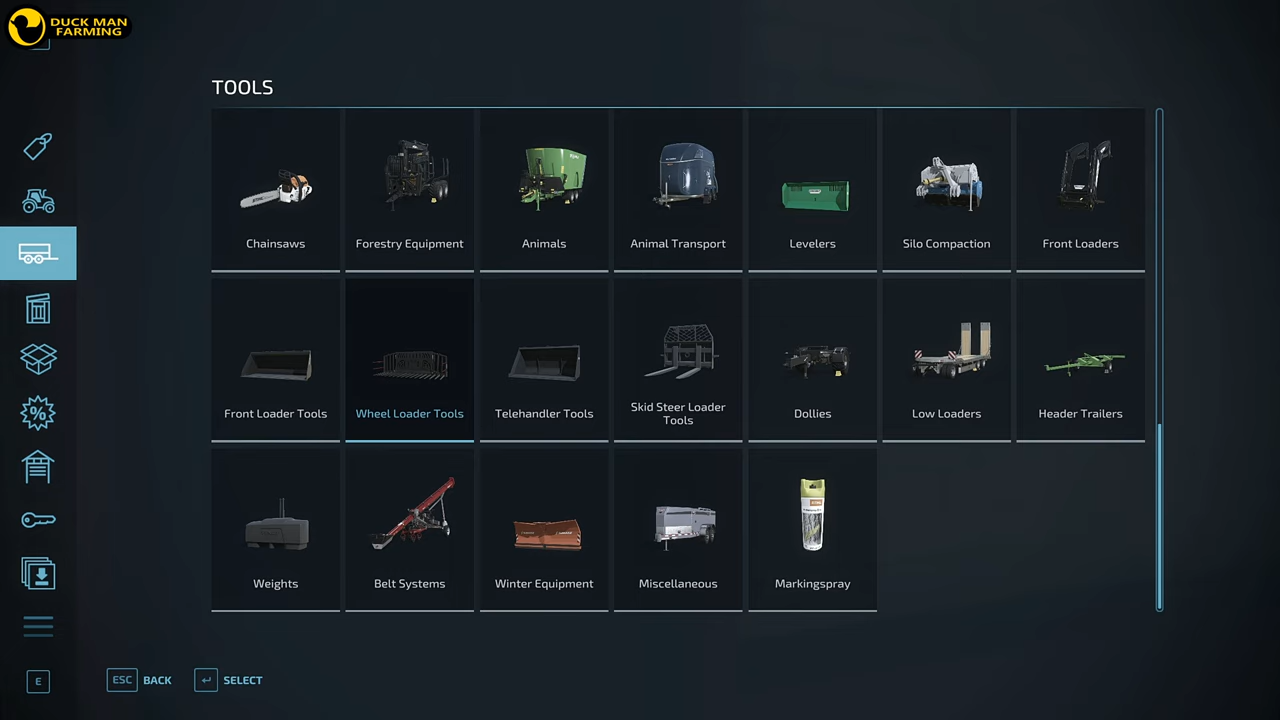 DUCK MAN
FARMING
TOOLS
Chainsaws
Forestry Equipment
Animals
Animal Transport
Levelers
Silo Compaction
Front Loaders
Front Loader Tools
Wheel Loader Tools
Telehandler Tools
Skid Steer Loader
Tools
Dollies
Low Loaders
Header Trailers
Weights
Belt Systems
Winter Equipment
Miscellaneous
Markingspray
E
ESC BACK
SELECT